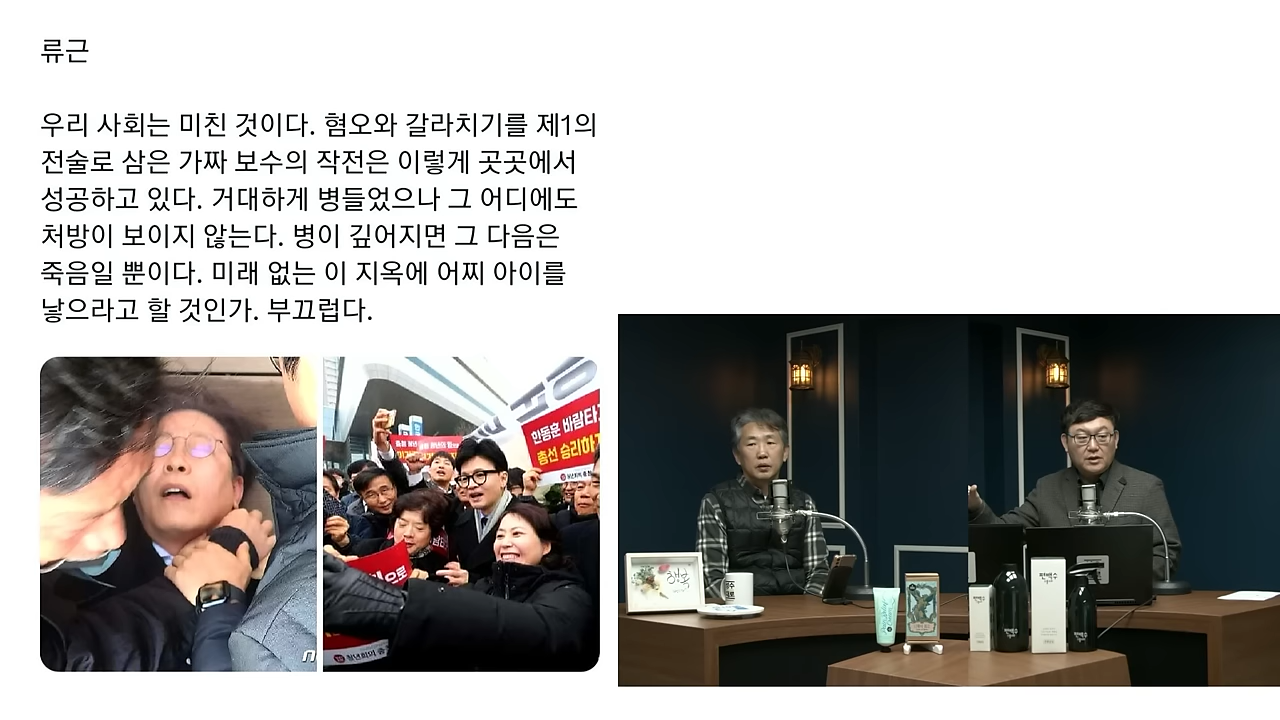 류근
우리 사회는 미친 것이다. 혐오와 갈라치기를 제1의
전술로 삼은 가짜 보수의 작전은 이렇게 곳곳에서
성공하고 있다. 거대하게 병들었으나 그 어디에도
처방이 보이지 않는다. 병이 깊어지면 그 다음은
죽음일 뿐이다. 미래 없는 이 지옥에 어찌 아이를
낳으라고 할 것인가. 부끄럽다.
한동훈 바람타고
총선 승리하
으로
행복